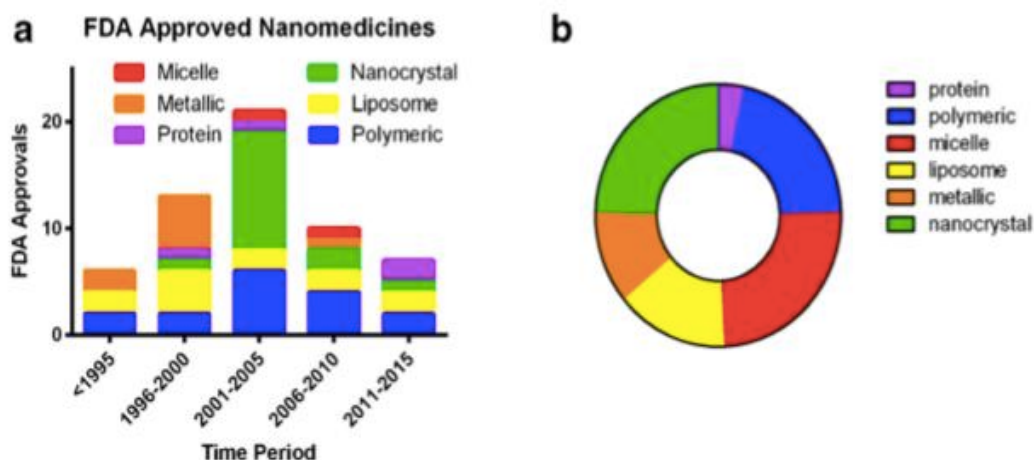 a
FDA Approved Nanomedicines
Micelle
Nanocrystal
Metallic
Liposome
Protein
Polymeric
FDA Approvals
20
10
0
<1995
1996-2000
2001-2005
2006-2010
2011-2015
Time Period
b
protein
polymeric
micelle
liposome
metallic
nanocrystal